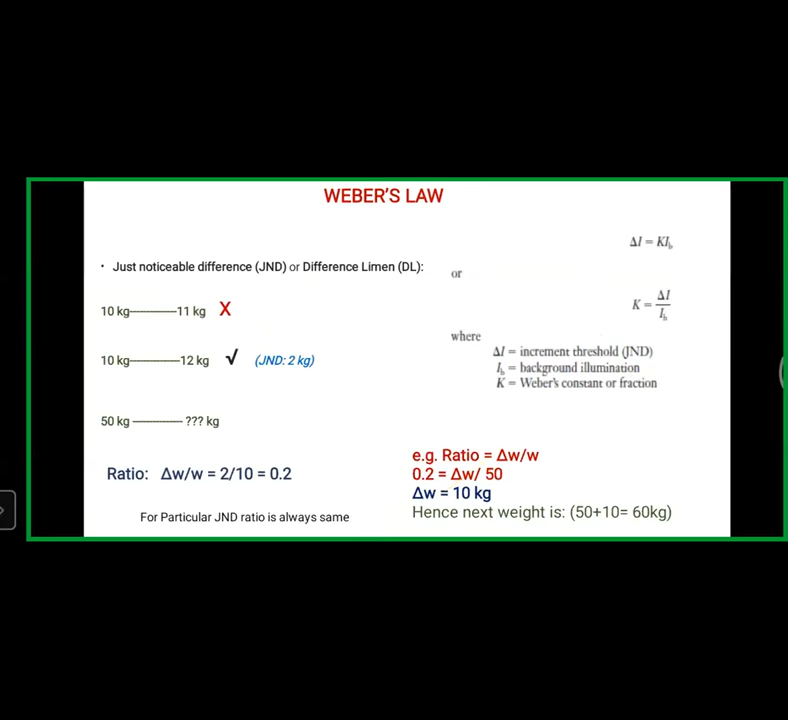 WEBER'S LAW
• Just noticeable difference (JND) or Difference Limen (DL):
10 kg-----------11 kg X
10 kg------------12 kg √ (JND: 2 kg)
50 kg ------------ ??? kg
Ratio: Δw/w = 2/10 = 0.2
For Particular JND ratio is always same
ΔI = KI_b
or
K = ΔI/I_b
where
ΔI = increment threshold (JND)
I_b = background illumination
K = Weber's constant or fraction
e.g. Ratio = Δw/w
0.2 = Δw/ 50
Δw = 10 kg
Hence next weight is: (50+10= 60kg)